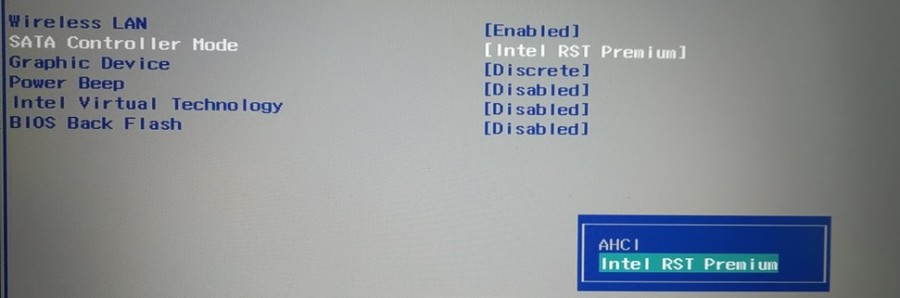 Wireless LAN [Enabled]
SATA Controller Mode [Intel RST Premium]
Graphic Device [Discrete]
Power Beep [Disabled]
Intel Virtual Technology [Disabled]
BIOS Back Flash [Disabled]
AHCI
Intel RST Premium